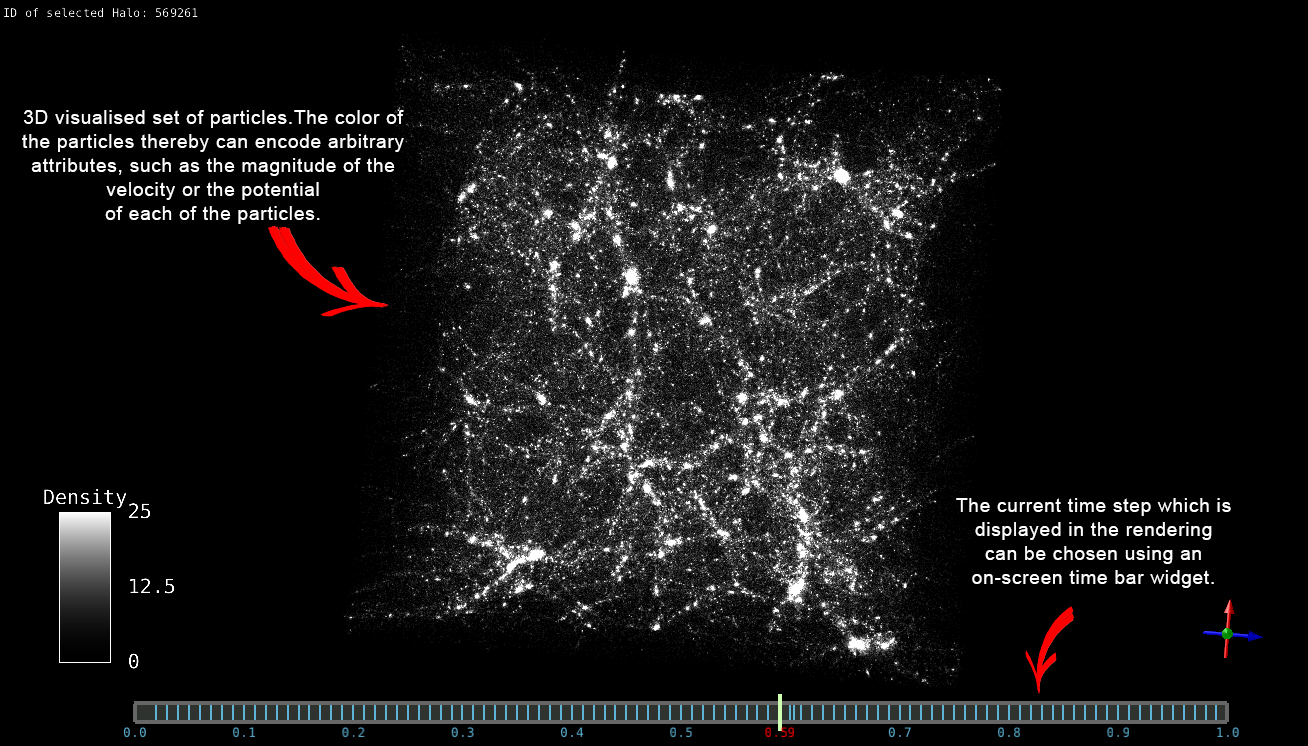 ID of selected Halo: 569261
3D visualised set of particles.The color of
the particles thereby can encode arbitrary
attributes, such as the magnitude of the
velocity or the potential
of each of the particles.
Density
25
12.5
0
The current time step which is
displayed in the rendering
can be chosen using an
on-screen time bar widget.
0.0 0.1 0.2 0.3 0.4 0.5 0.59 0.7 0.8 0.9 1.0